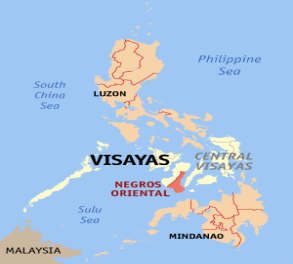 Philippine
Sea
South
China
Sea
LUZON
VISAYAS
CENTRAL
VISAYAS
NEGROS
ORIENTAL
Sulu
Sea
MINDANAO
MALAYSIA